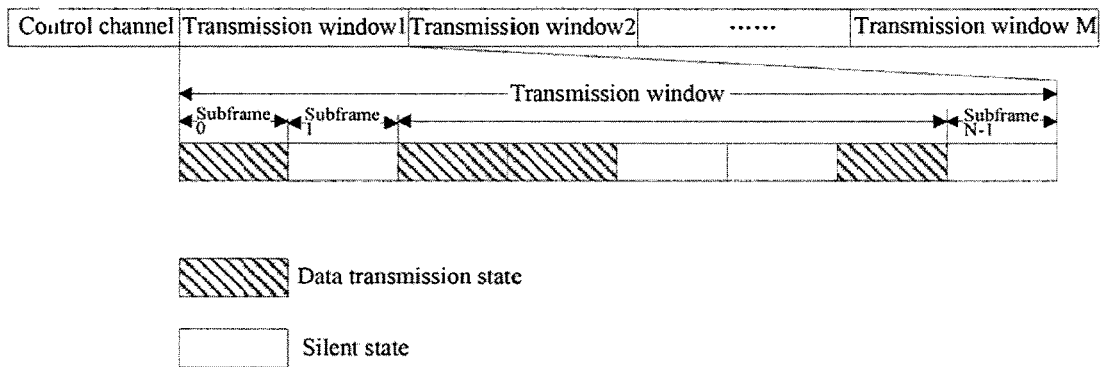 Control channel Transmission window1 Transmission window2 ...... Transmission window M
Transmission window
Subframe 0 Subframe 1 Subframe N-1
Data transmission state
Silent state